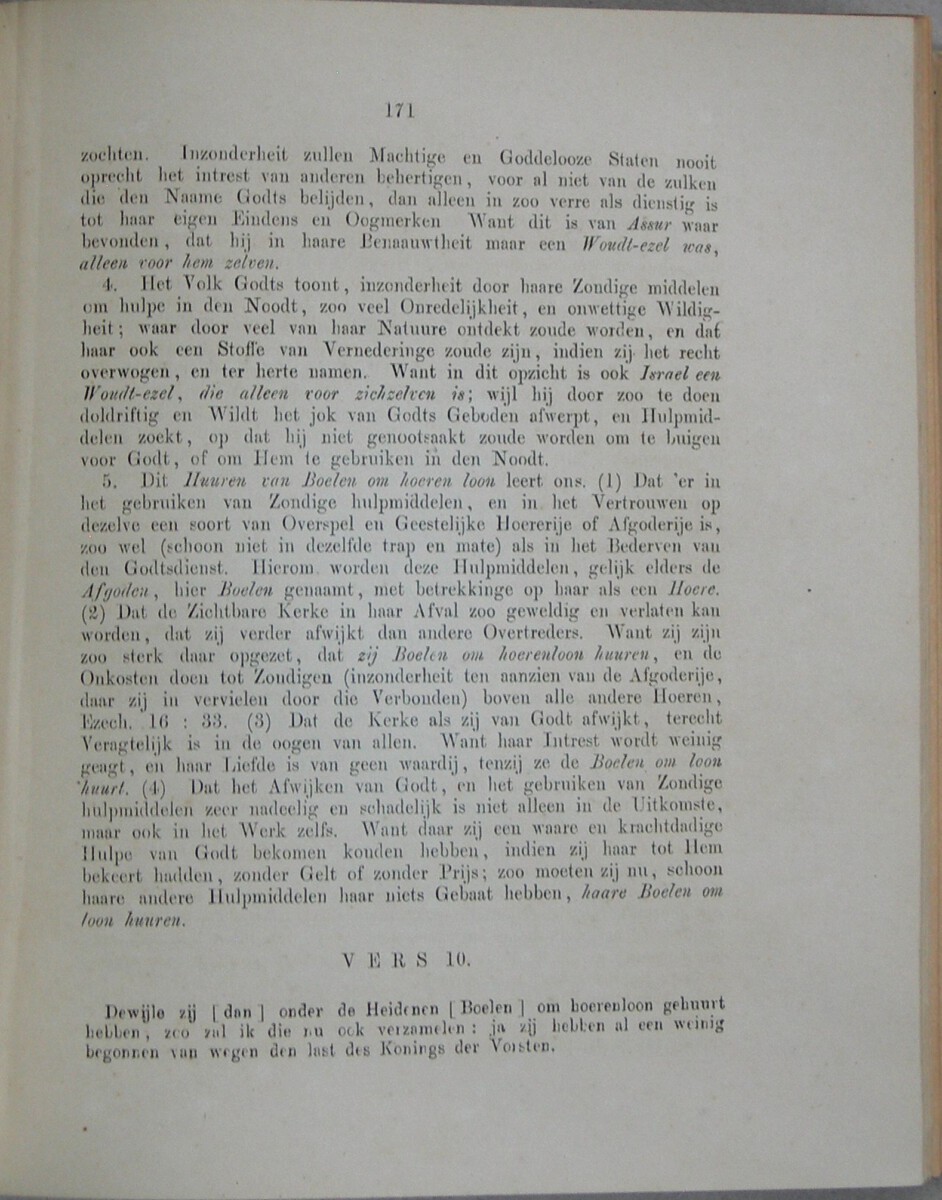 171
zochten. Inzonderheit zullen Machtige en Goddelooze Staten nooit
oprecht het intrest van anderen behertigen, voor al niet van de zulken
die den Naame Godts belijden, dan alleen in zoo verre als dienstig is
tot haar eigen Eindens en Oogmerken Want dit is van Assur waar
bevonden, dat hij in haare Benaauwtheit maar een Woudt-ezel was,
alleen voor hem zelven.
4. Het Volk Godts toont, inzonderheit door haare Zondige middelen
om hulpe in den Noodt, zoo veel Onredelijkheit, en onwettige Wildig-
heit; waar door veel van haar Natuure ontdekt zoude worden, en dat
haar ook een Stoffe van Vernederinge zoude zijn, indien zij het recht
overwogen, en ter herte namen. Want in dit opzicht is ook Israel een
Woudt-ezel, die alleen voor zichzelven is; wijl hij door zoo te doen
doldriftig en Wildt het jok van Godts Geboden afwerpt, en Hulpmid-
delen zoekt, op dat hij niet genootsaakt zoude worden om te buigen
voor Godt, of om Hem te gebruiken in den Noodt.
5. Dit Huuren van Boelen om hoeren loon leert ons. (1) Dat 'er in
het gebruiken van Zondige hulpmiddelen, en in het Vertrouwen op
dezelve een soort van Overspel en Geestelijke Hoererije of Afgoderije is,
zoo wel (schoon niet in dezelfde trap en mate) als in het Bederven van
den Godtsdienst. Hierom worden deze Hulpmiddelen, gelijk elders de
Afgoden, hier Boelen genaamt, met betrekkinge op haar als een Hoere.
(2) Dat de Zichtbare Kerke in haar Afval zoo geweldig en verlaten kan
worden, dat zij verder afwijkt dan andere Overtreders. Want zij zijn
zoo sterk daar opgezet, dat zij Boelen om hoerenloon huuren, en de
Onkosten doen tot Zondigen (inzonderheit ten aanzien van de Afgoderije,
daar zij in vervielen door die Verbonden) boven alle andere Hoeren,
Ezech. 16 : 33. (3) Dat de Kerke als zij van Godt afwijkt, terecht
Veragtelijk is in de oogen van allen. Want haar Intrest wordt weinig
geagt, en haar Liefde is van geen waardij, tenzij ze de Boelen om loon
huurt. (4) Dat het Afwijken van Godt, en het gebruiken van Zondige
hulpmiddelen zeer nadeelig en schadelijk is niet alleen in de Uitkomste,
maar ook in het Werk zelfs. Want daar zij een waare en krachtdadige
Hulpe van Godt bekomen konden hebben, indien zij haar tot Hem
bekeert hadden, zonder Gelt of zonder Prijs; zoo moeten zij nu, schoon
haare andere Hulpmiddelen haar niets Gebaat hebben, haare Boelen om
loon huuren.
VERS 10.
Dewijle zij [dan] onder de Heidenen [Boelen] om hoerenloon gehuurt
hebben, zoo zal ik die nu ook verzamelen: ja zij hebben al een weinig
begonnen van wegen den last des Konings der Vorsten.